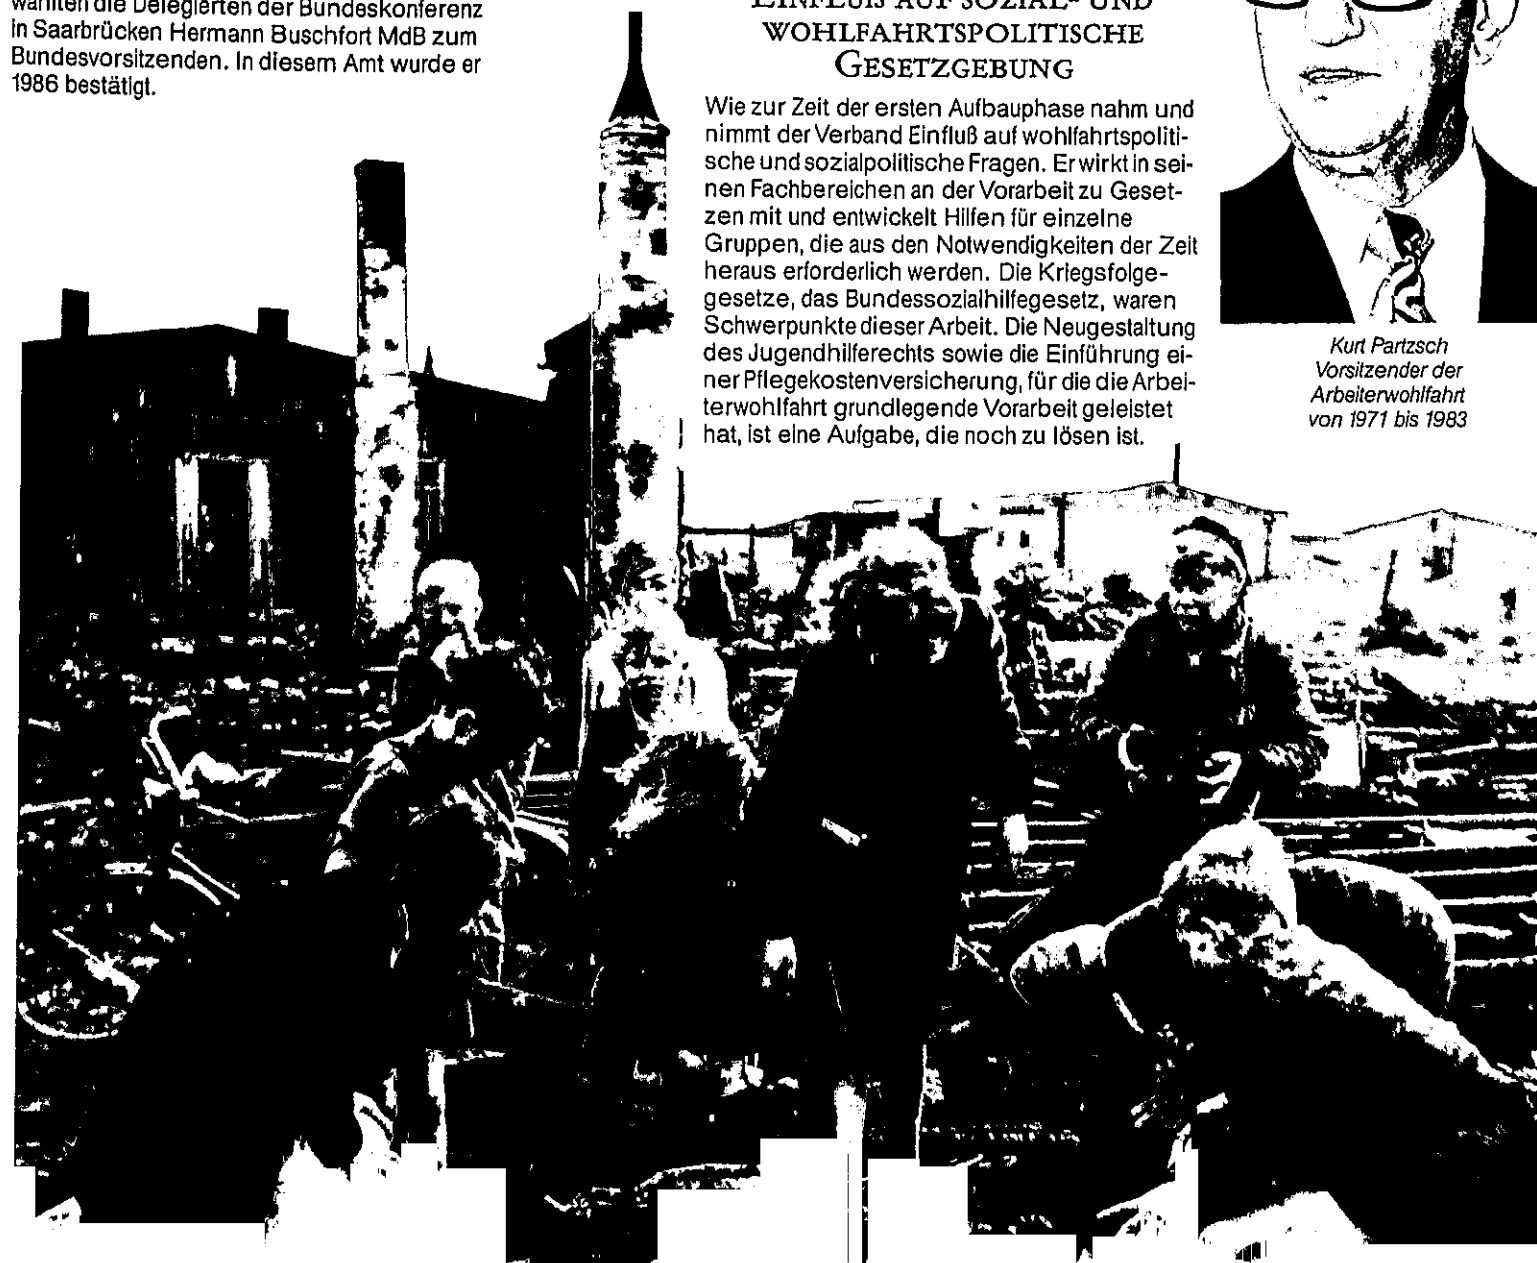 wählten die Delegierten der Bundeskonferenz
in Saarbrücken Hermann Buschfort MdB zum
Bundesvorsitzenden. In diesem Amt wurde er
1986 bestätigt.
EINFLUß AUF SOZIAL- UND
WOHLFAHRTSPOLITISCHE
GESETZGEBUNG
Wie zur Zeit der ersten Aufbauphase nahm und
nimmt der Verband Einfluß auf wohlfahrtspoliti-
sche und sozialpolitische Fragen. Er wirkt in sei-
nen Fachbereichen an der Vorarbeit zu Geset-
zen mit und entwickelt Hilfen für einzelne
Gruppen, die aus den Notwendigkeiten der Zeit
heraus erforderlich werden. Die Kriegsfolge-
gesetze, das Bundessozialhilfegesetz, waren
Schwerpunkte dieser Arbeit. Die Neugestaltung
des Jugendhilferechts sowie die Einführung ei-
ner Pflegekostenversicherung, für die die Arbei-
terwohlfahrt grundlegende Vorarbeit geleistet
hat, ist eine Aufgabe, die noch zu lösen ist.
Kurt Partzsch
Vorsitzender der
Arbeiterwohlfahrt
von 1971 bis 1983